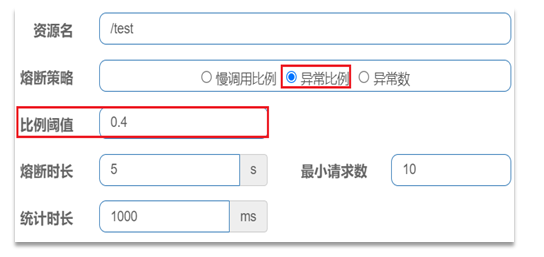 资源名 /test
熔断策略 慢调用比例 异常比例 异常数
比例阈值 0.4
熔断时长 5 s 最小请求数 10
统计时长 1000 ms